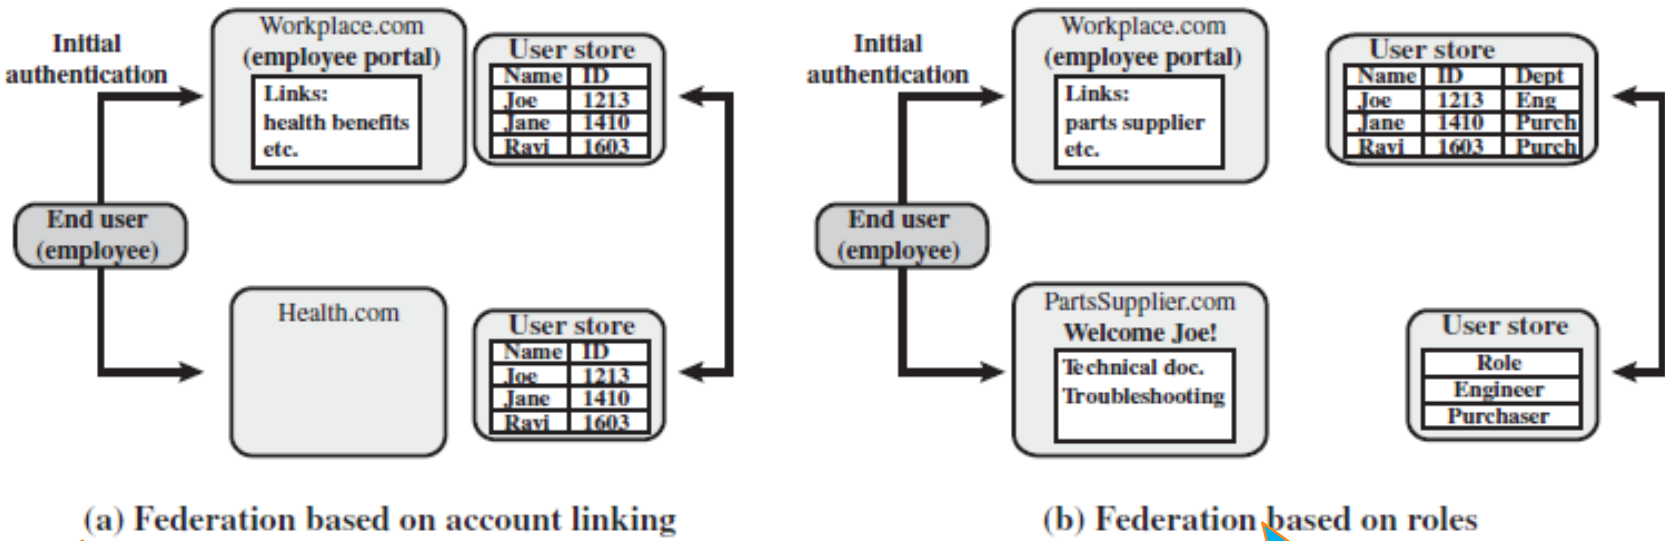 Initial
authentication
Workplace.com
(employee portal)
Links:
health benefits
etc.
User store
Name ID
Joe 1213
Jane 1410
Ravi 1603
End user
(employee)
Health.com
User store
Name ID
Joe 1213
Jane 1410
Ravi 1603
(a) Federation based on account linking
Initial
authentication
Workplace.com
(employee portal)
Links:
parts supplier
etc.
User store
Name ID Dept
Joe 1213 Eng
Jane 1410 Purch
Ravi 1603 Purch
End user
(employee)
PartsSupplier.com
Welcome Joe!
Technical doc.
Troubleshooting
User store
Role
Engineer
Purchaser
(b) Federation based on roles